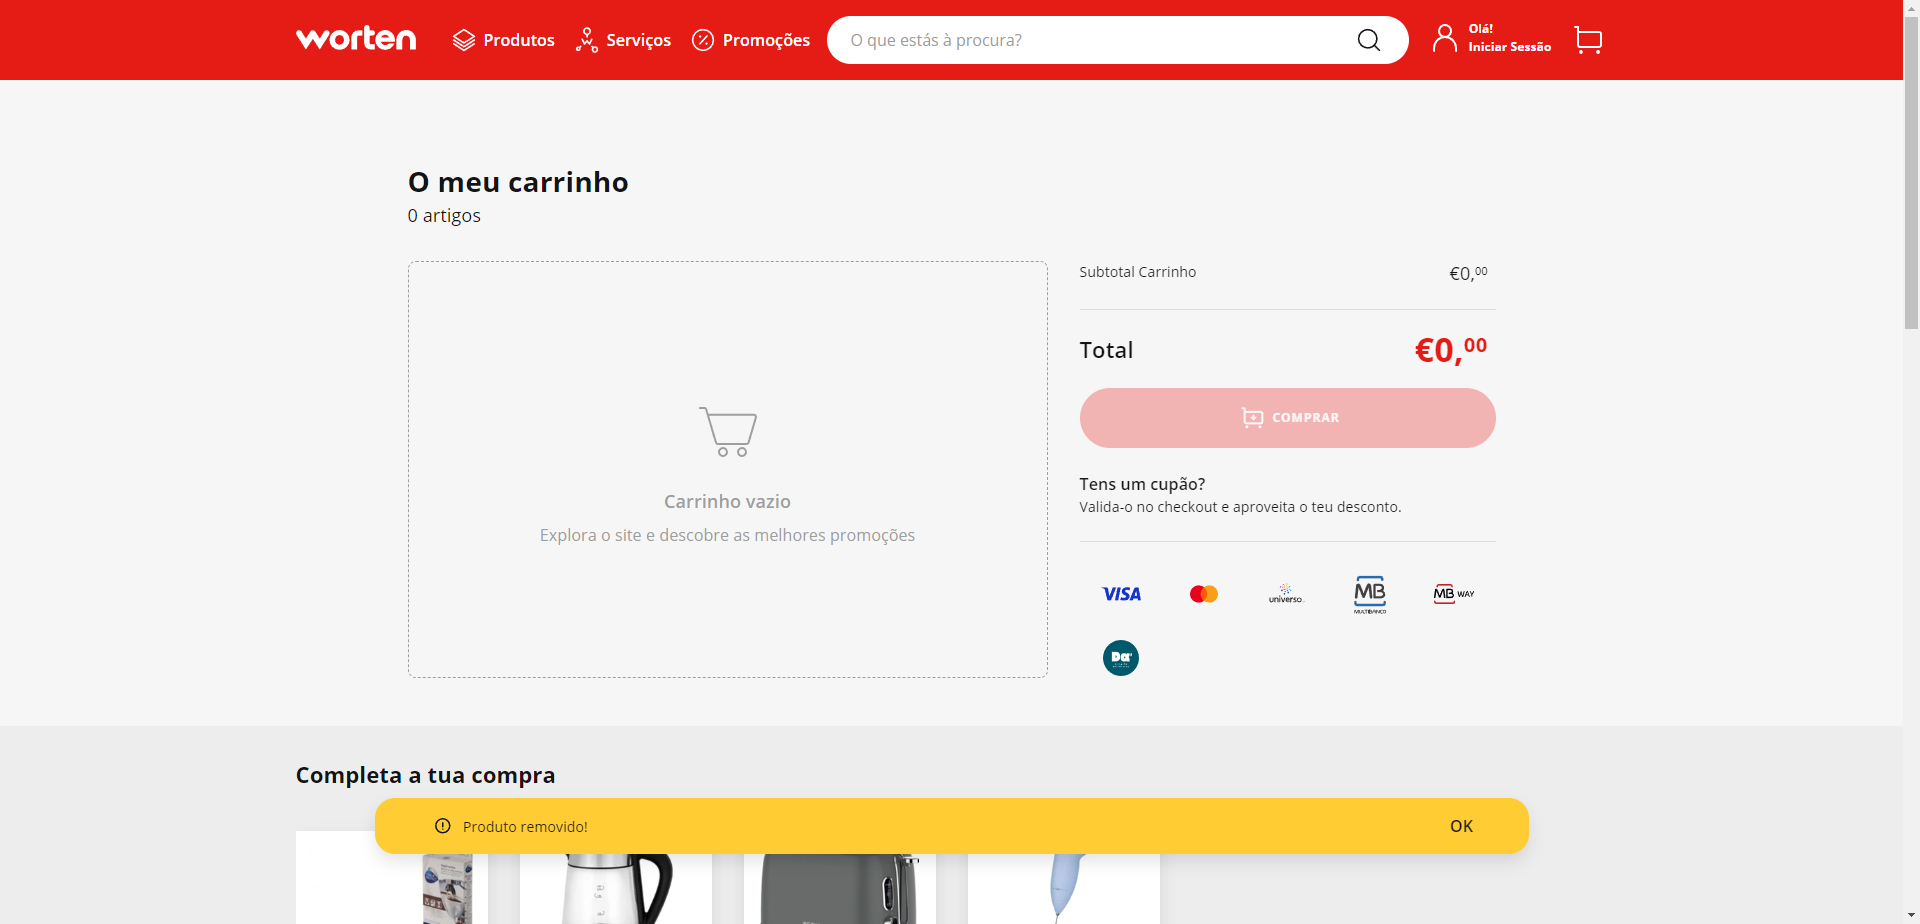 worten
Produtos
Serviços
Promoções
O que estás à procura?
Olá!
Iniciar Sessão
O meu carrinho
0 artigos
Carrinho vazio
Explora o site e descobre as melhores promoções
Subtotal Carrinho
€0,00
Total
€0,00
COMPRAR
Tens um cupão?
Valida-o no checkout e aproveita o teu desconto.
VISA
universo
MB
MULTIBANCO
MB WAY
Da
Completa a tua compra
Produto removido!
OK